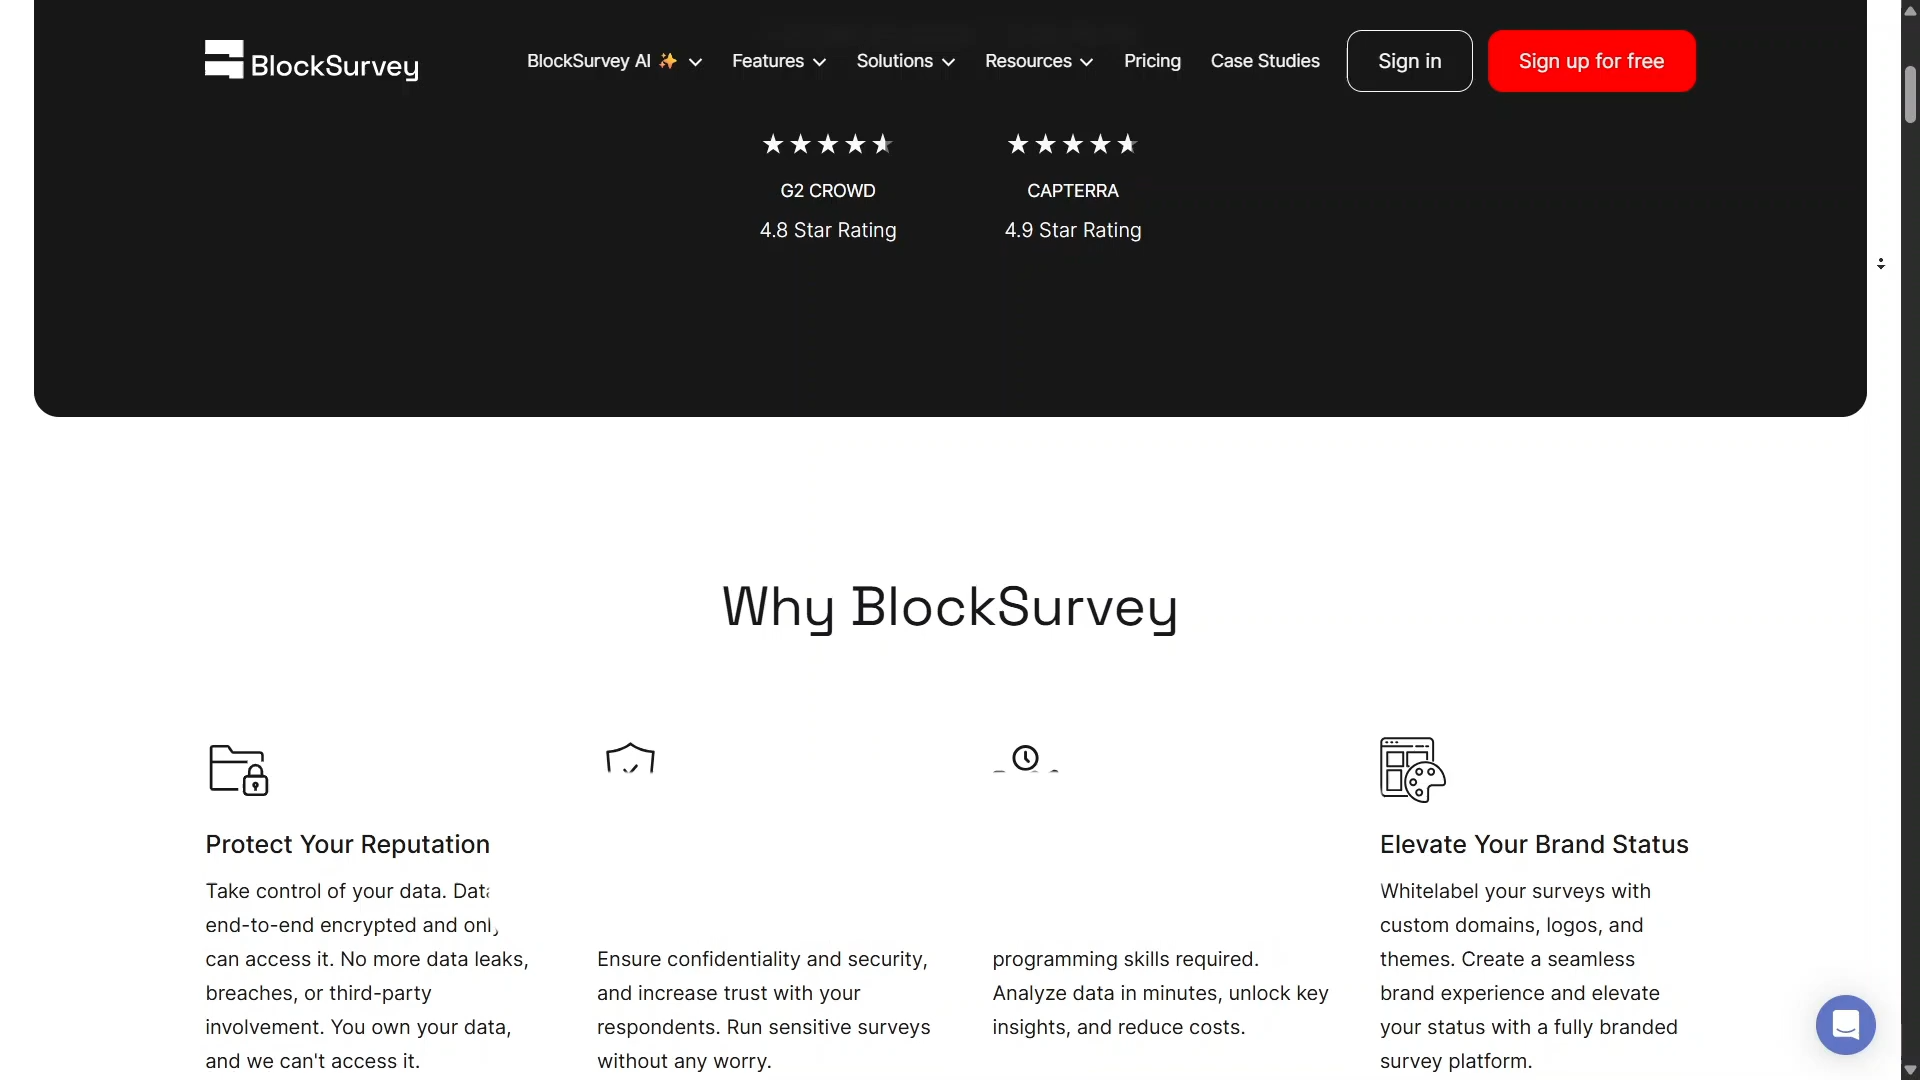 BlockSurvey
BlockSurvey AI
Features
Solutions
Resources
Pricing
Case Studies
Sign in
Sign up for free
G2 CROWD
4.8 Star Rating
CAPTERRA
4.9 Star Rating
Why BlockSurvey
Protect Your Reputation
Take control of your data.
end-to-end encrypted and
can access it. No more data leaks,
breaches, or third-party
involvement. You own your data,
and we can't access it.
Ensure confidentiality and security,
and increase trust with your
respondents. Run sensitive surveys
without any worry.
programming skills required.
Analyze data in minutes, unlock key
insights, and reduce costs.
Elevate Your Brand Status
Whitelabel your surveys with
custom domains, logos, and
themes. Create a seamless
brand experience and elevate
your status with a fully branded
survey platform.